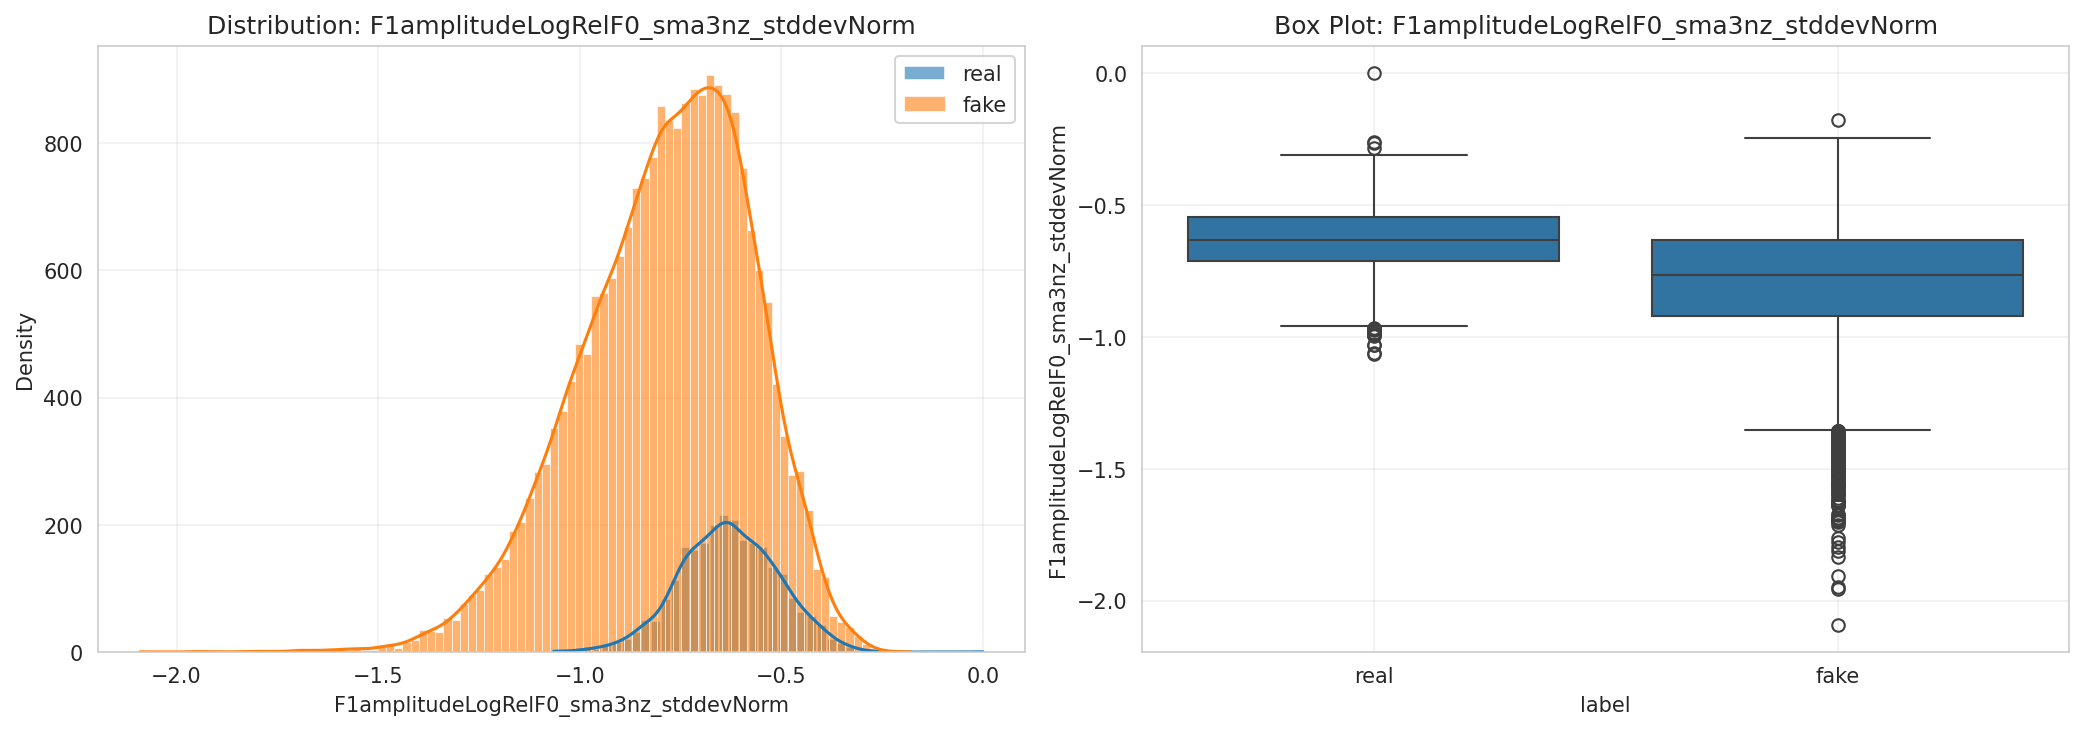 Distribution: F1amplitudeLogRelF0_sma3nz_stddevNorm
real
fake
Density
800
600
400
200
0
−2.0
−1.5
−1.0
−0.5
0.0
F1amplitudeLogRelF0_sma3nz_stddevNorm
Box Plot: F1amplitudeLogRelF0_sma3nz_stddevNorm
F1amplitudeLogRelF0_sma3nz_stddevNorm
0.0
−0.5
−1.0
−1.5
−2.0
real
fake
label